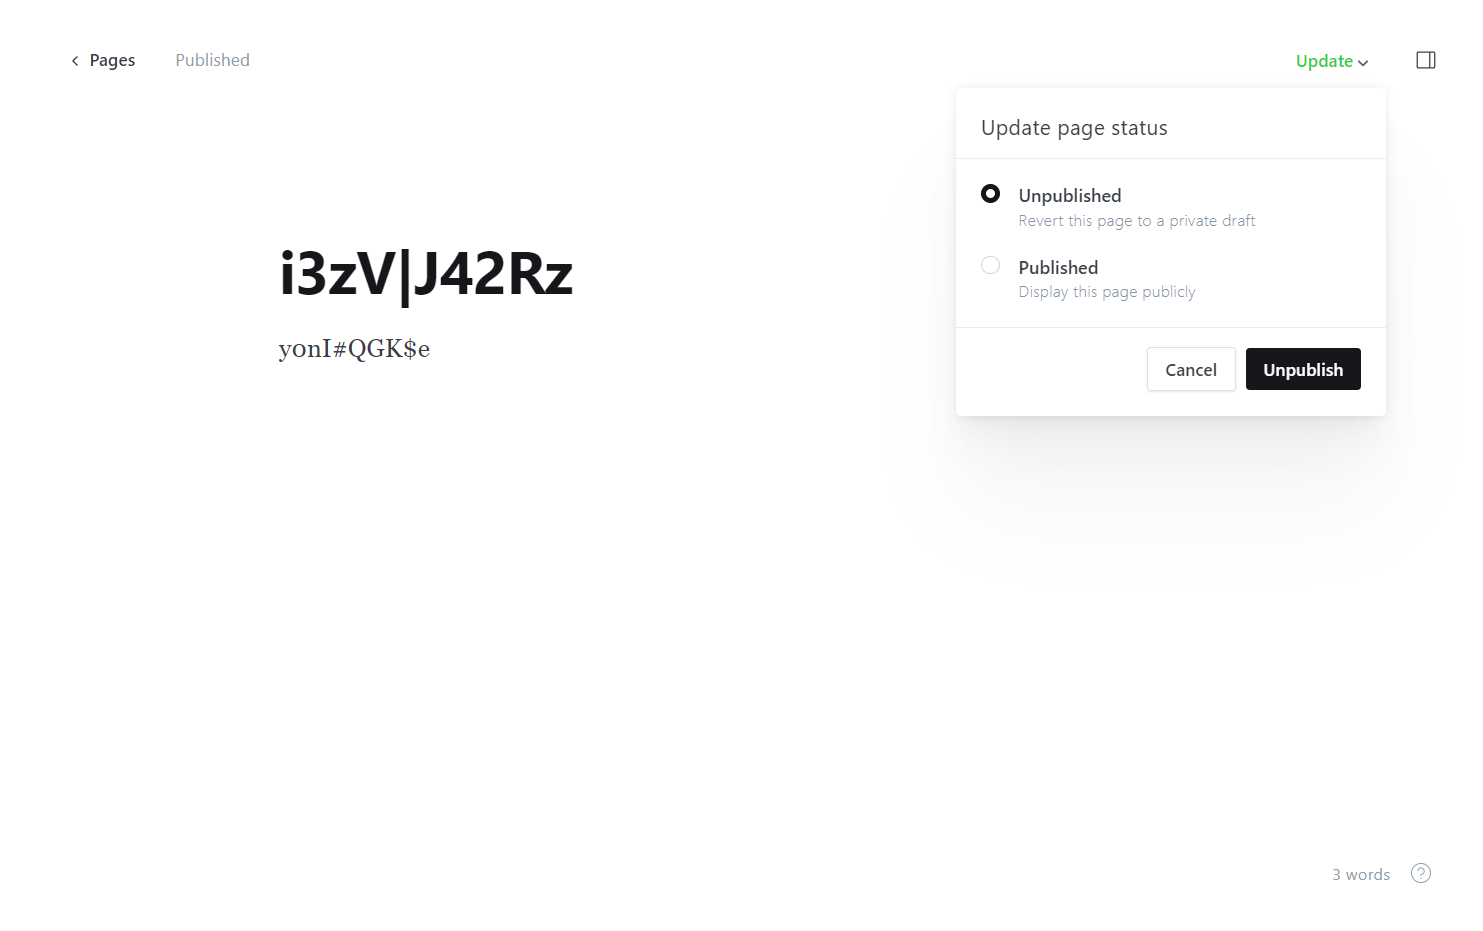 Pages Published Update
Update page status
Unpublished
Revert this page to a private draft
Published
Display this page publicly
Cancel Unpublish
i3zV|J42Rz
yonI#QGK$e
3 words ?